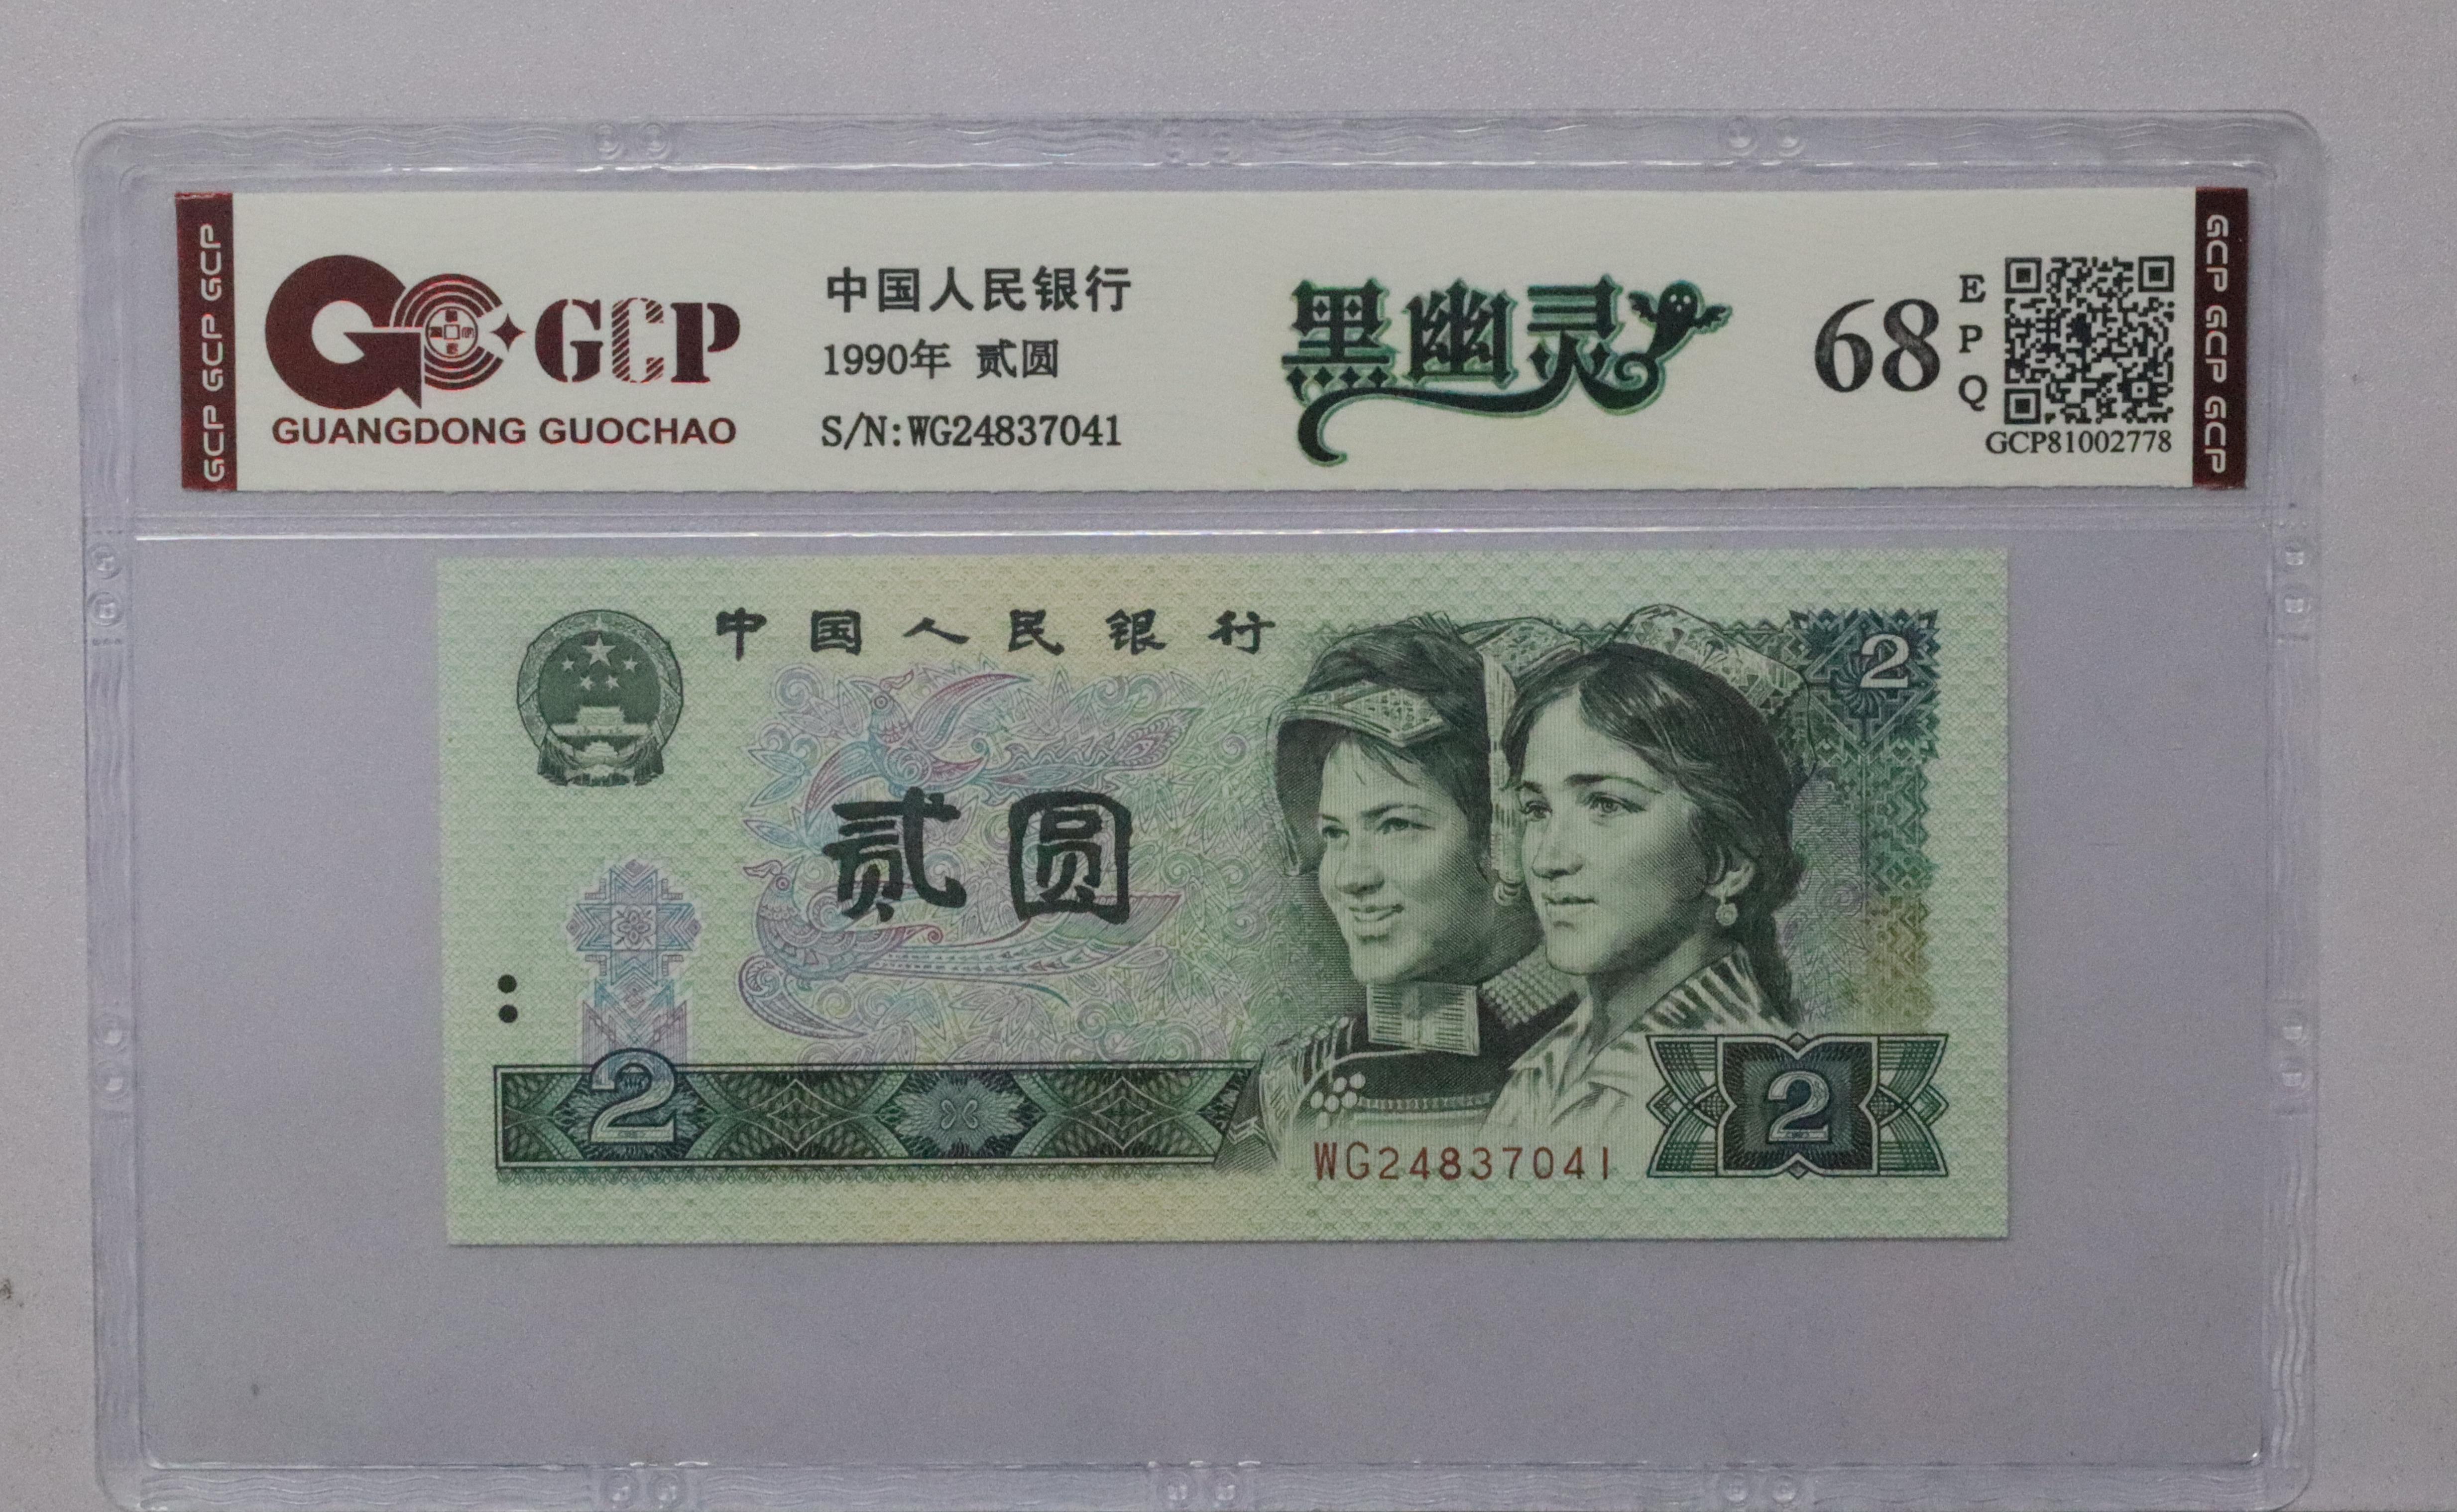 GCP GCP GCP
GCP
GUANGDONG GUOCHAO
中国人民银行
1990年 贰圆
S/N:WG24837041
黑幽灵
68
EPQ
GCP81002778
GCP GCP GCP
中国人民银行
2
贰圆
2
WG24837041
2